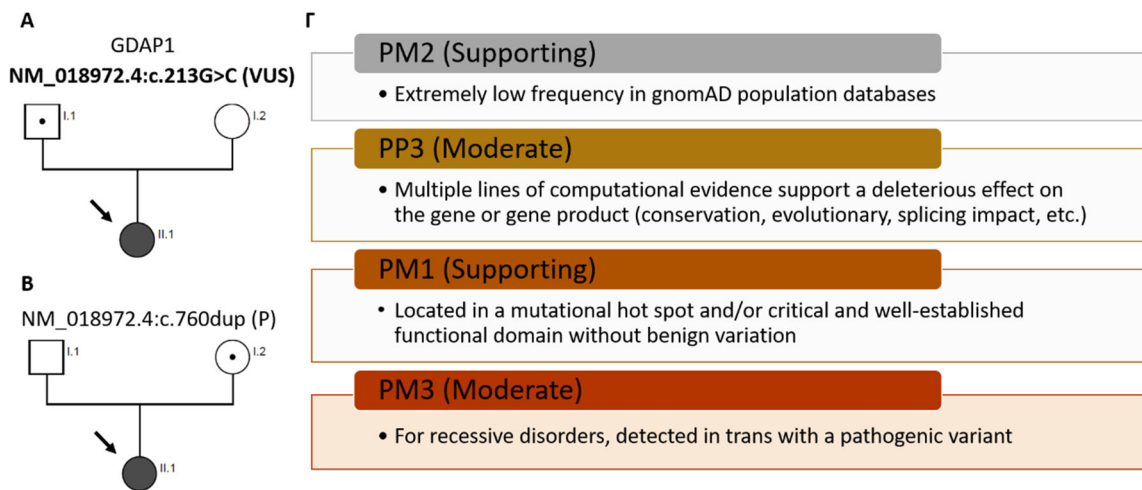 A
GDAP1
NM_018972.4:c.213G>C (VUS)
I.1
I.2
II.1
B
NM_018972.4:c.760dup (P)
I.1
I.2
II.1
Γ
PM2 (Supporting)
• Extremely low frequency in gnomAD population databases
PP3 (Moderate)
• Multiple lines of computational evidence support a deleterious effect on
the gene or gene product (conservation, evolutionary, splicing impact, etc.)
PM1 (Supporting)
• Located in a mutational hot spot and/or critical and well-established
functional domain without benign variation
PM3 (Moderate)
• For recessive disorders, detected in trans with a pathogenic variant